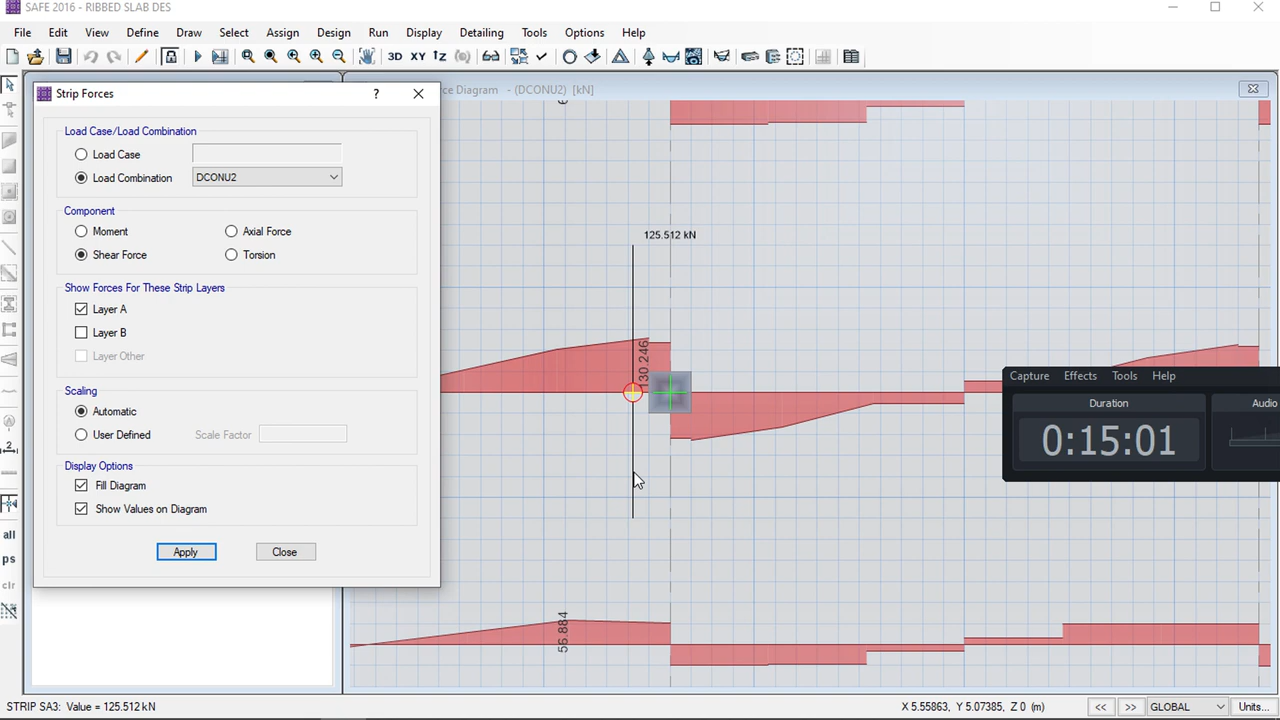 SAFE 2016 - RIBBED SLAB DES
File Edit View Define Draw Select Assign Design Run Display Detailing Tools Options Help
3D XY
Strip Forces ?
ce Diagram - (DCONU2) [kN]
Load Case/Load Combination
Load Case
Load Combination DCONU2
Component
Moment Axial Force
Shear Force Torsion
Show Forces For These Strip Layers
Layer A
Layer B
Layer Other
Scaling
Automatic
User Defined Scale Factor
Display Options
Fill Diagram
Show Values on Diagram
Apply Close
all
ps
clr
125.512 kN
130.246
56.884
Capture Effects Tools Help
Duration Audio
0:15:01
STRIP SA3: Value = 125.512 kN X 5.55863, Y 5.07385, Z 0 (m) << >> GLOBAL Units...